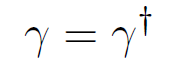 γ = γ†